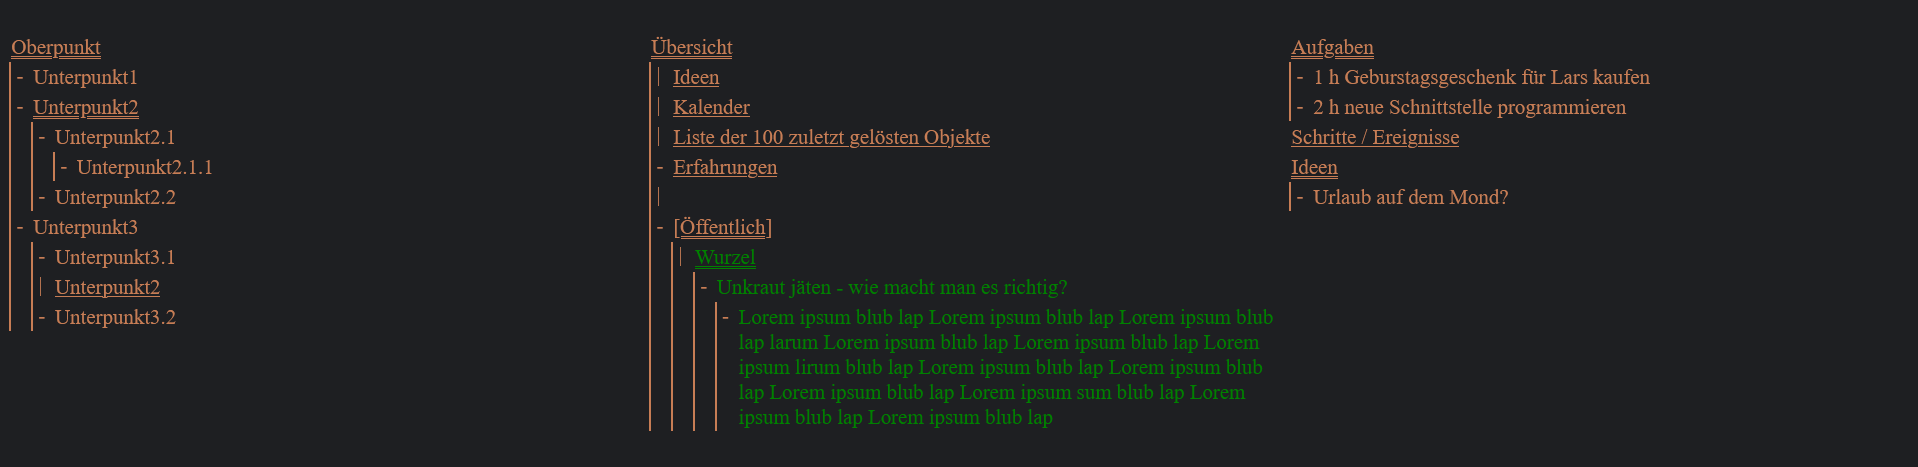 Oberpunkt
- Unterpunkt1
- Unterpunkt2
- Unterpunkt2.1
- Unterpunkt2.1.1
- Unterpunkt2.2
- Unterpunkt3
- Unterpunkt3.1
Unterpunkt2
- Unterpunkt3.2
Übersicht
Ideen
Kalender
Liste der 100 zuletzt gelösten Objekte
- Erfahrungen
- [Öffentlich]
Wurzel
- Unkraut jäten - wie macht man es richtig?
- Lorem ipsum blub lap Lorem ipsum blub lap Lorem ipsum blub
lap larum Lorem ipsum blub lap Lorem ipsum blub lap Lorem
ipsum lirum blub lap Lorem ipsum blub lap Lorem ipsum blub
lap Lorem ipsum blub lap Lorem ipsum sum blub lap Lorem
ipsum blub lap Lorem ipsum blub lap
Aufgaben
- 1 h Geburstagsgeschenk für Lars kaufen
- 2 h neue Schnittstelle programmieren
Schritte / Ereignisse
Ideen
- Urlaub auf dem Mond?